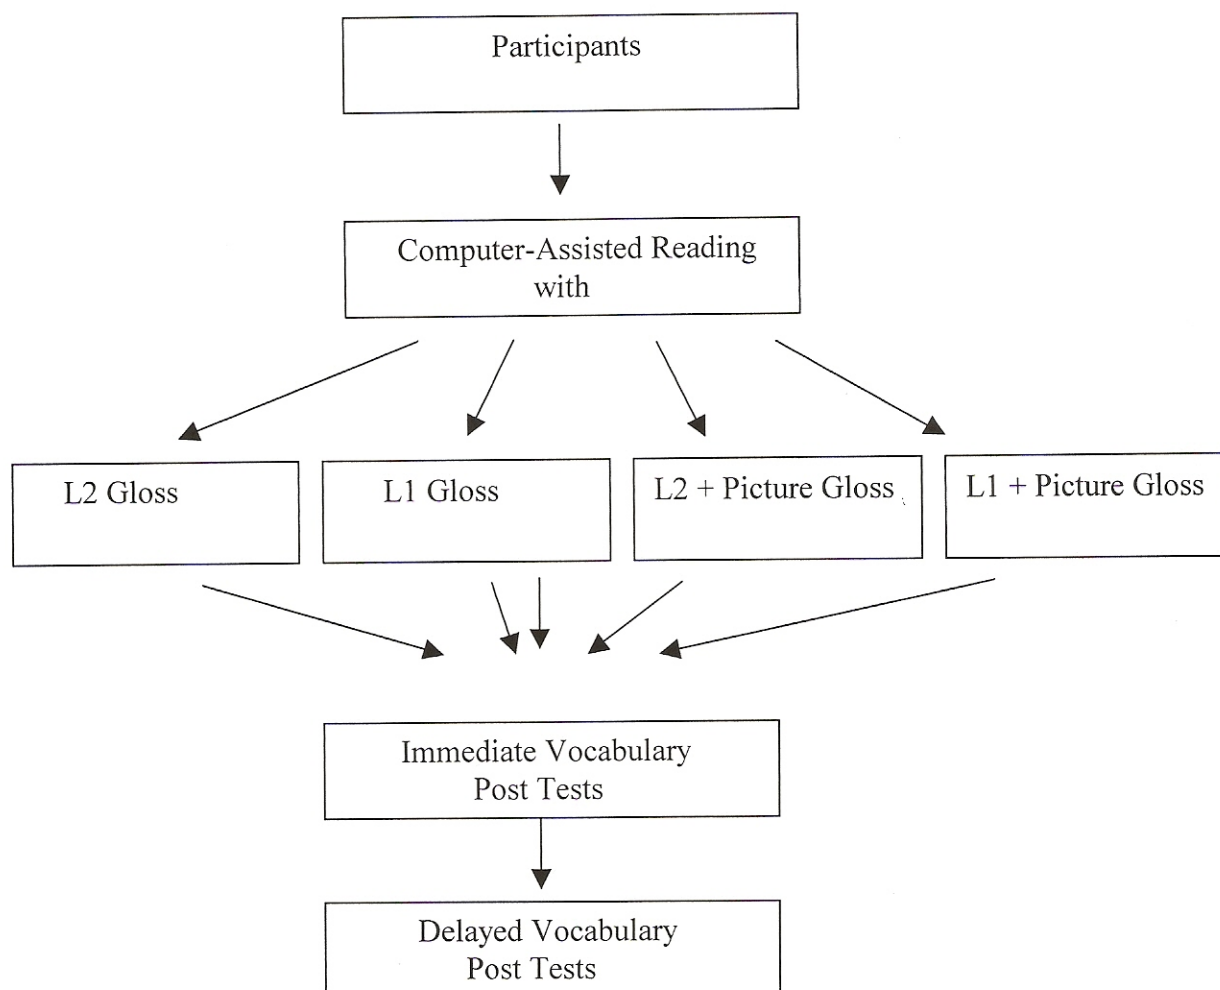 Participants
Computer-Assisted Reading
with
L2 Gloss
L1 Gloss
L2 + Picture Gloss
L1 + Picture Gloss
Immediate Vocabulary
Post Tests
Delayed Vocabulary
Post Tests